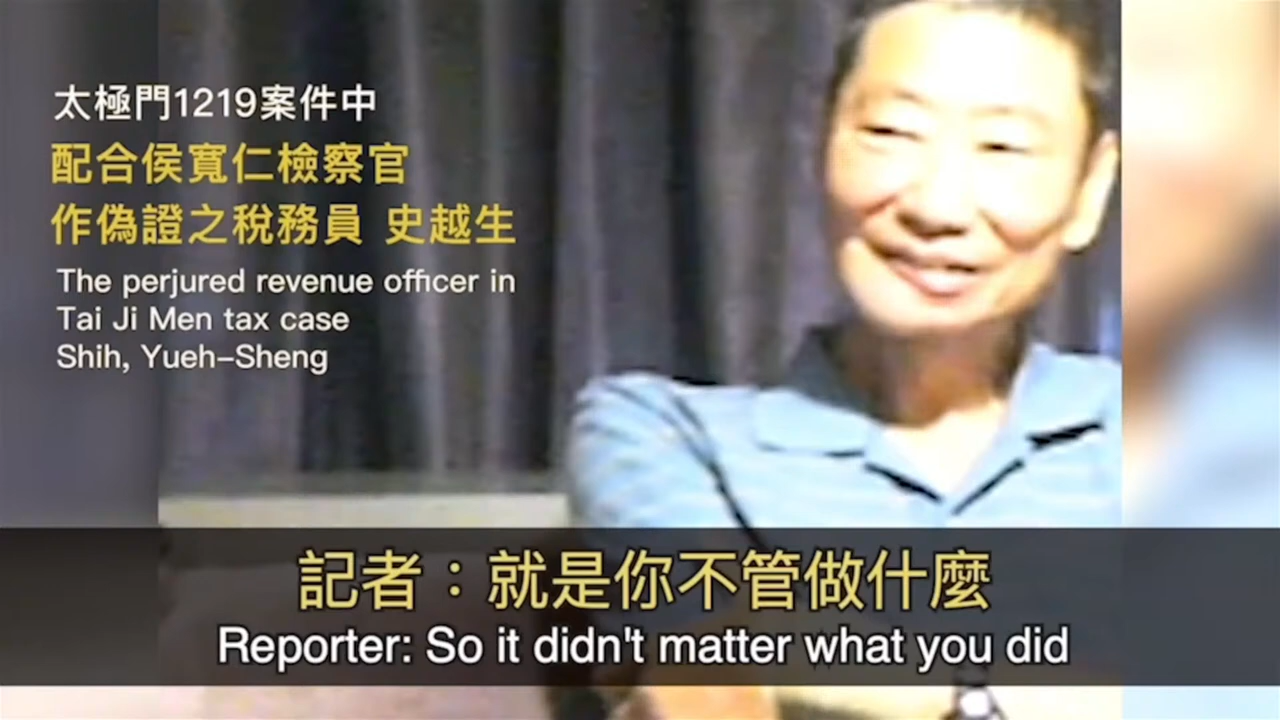 太極門1219案件中
配合侯寬仁檢察官
作偽證之稅務員 史越生
The perjured revenue officer in
Tai Ji Men tax case
Shih, Yueh-Sheng
記者：就是你不管做什麼
Reporter: So it didn't matter what you did